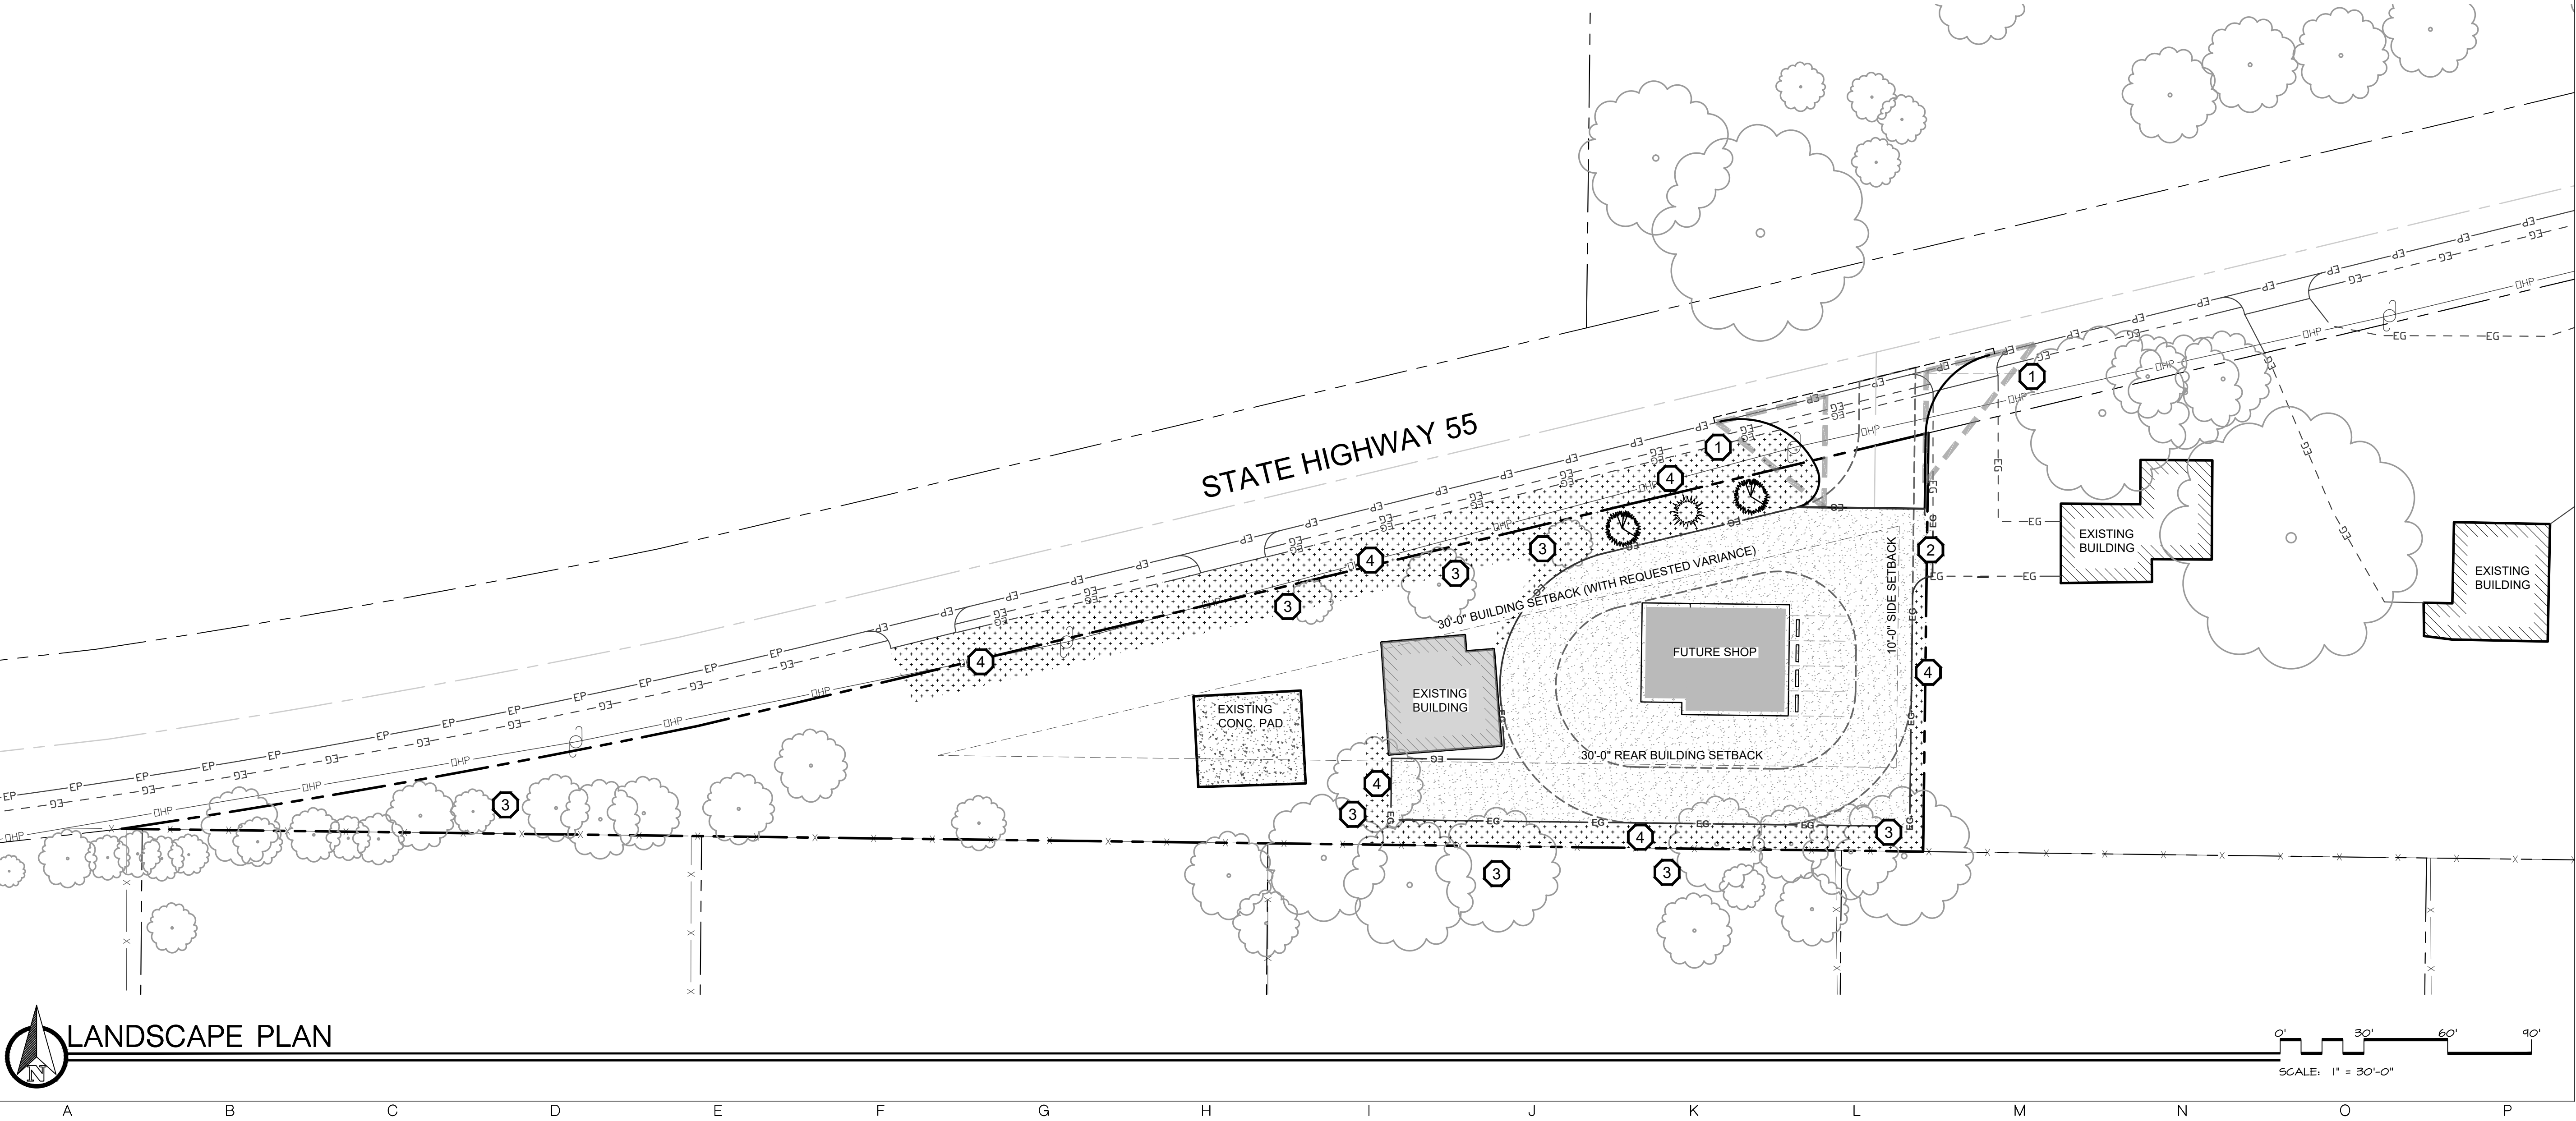 STATE HIGHWAY 55
EP
EG
OHP
1
1
4
2
3
4
3
3
4
4
3
4
3
4
3
3
3
30'-0" BUILDING SETBACK (WITH REQUESTED VARIANCE)
10'-0" SIDE SETBACK
FUTURE SHOP
EXISTING
BUILDING
EXISTING
CONC. PAD
30'-0" REAR BUILDING SETBACK
EXISTING
BUILDING
EXISTING
BUILDING
N
LANDSCAPE PLAN
0' 30' 60' 90'
SCALE: 1" = 30'-0"
A B C D E F G H I J K L M N O P